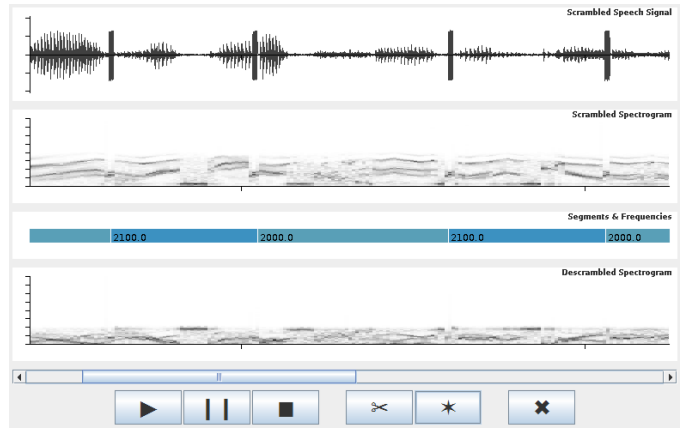 Scrambled Speech Signal
Scrambled Spectrogram
Segments & Frequencies
2100.0 2000.0 2100.0 2000.0
Descrambled Spectrogram